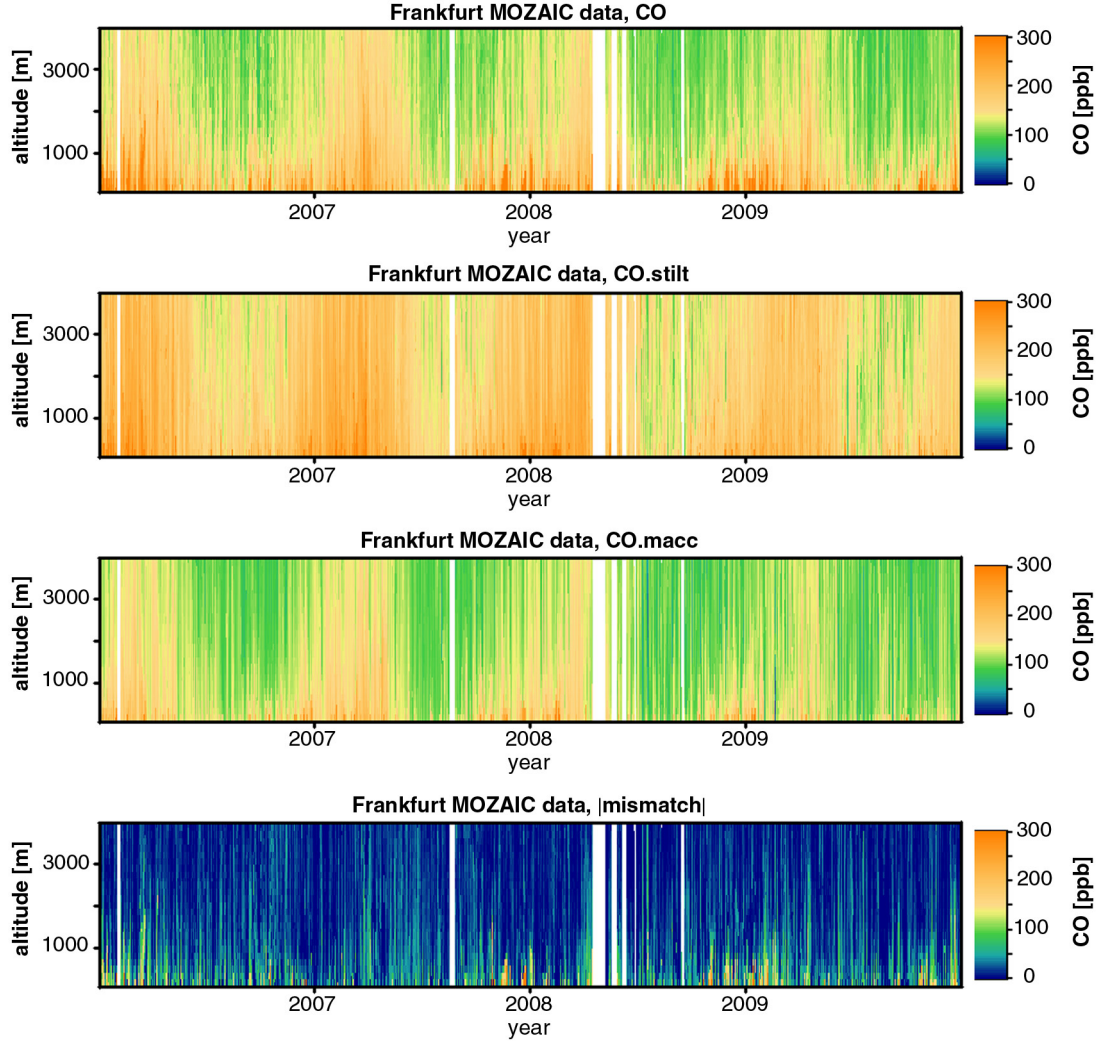 Frankfurt MOZAIC data, CO
altitude [m]
3000
1000
2007 2008 2009
year
300
200
100
0
CO [ppb]
Frankfurt MOZAIC data, CO.stilt
altitude [m]
3000
1000
2007 2008 2009
year
300
200
100
0
CO [ppb]
Frankfurt MOZAIC data, CO.macc
altitude [m]
3000
1000
2007 2008 2009
year
300
200
100
0
CO [ppb]
Frankfurt MOZAIC data, |mismatch|
altitude [m]
3000
1000
2007 2008 2009
year
300
200
100
0
CO [ppb]